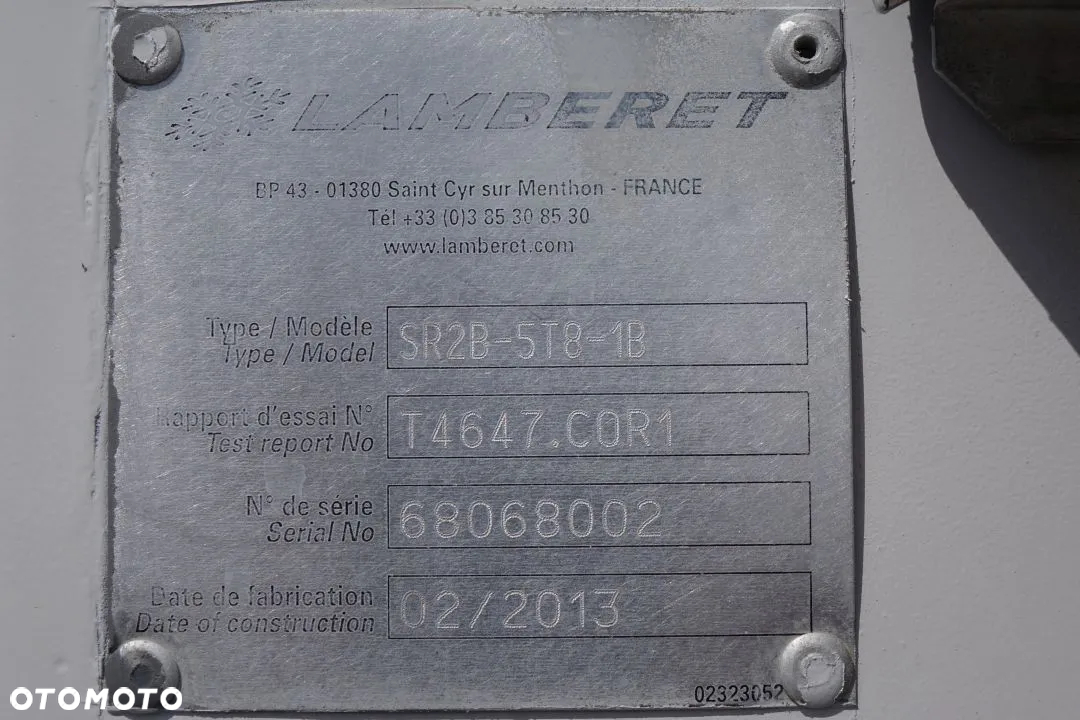 LAMBERET
BP 43 - 01380 Saint Cyr sur Menthon - FRANCE
Tél +33 (0)3 85 30 85 30
www.lamberet.com
Type / Modèle
Type / Model
SR2B-5T8-1B
Rapport d'essai N°
Test report No
T4647.COR1
N° de série
Serial No
68068002
Date de fabrication
Date of construction
02/2013
02323052
OTOMOTO